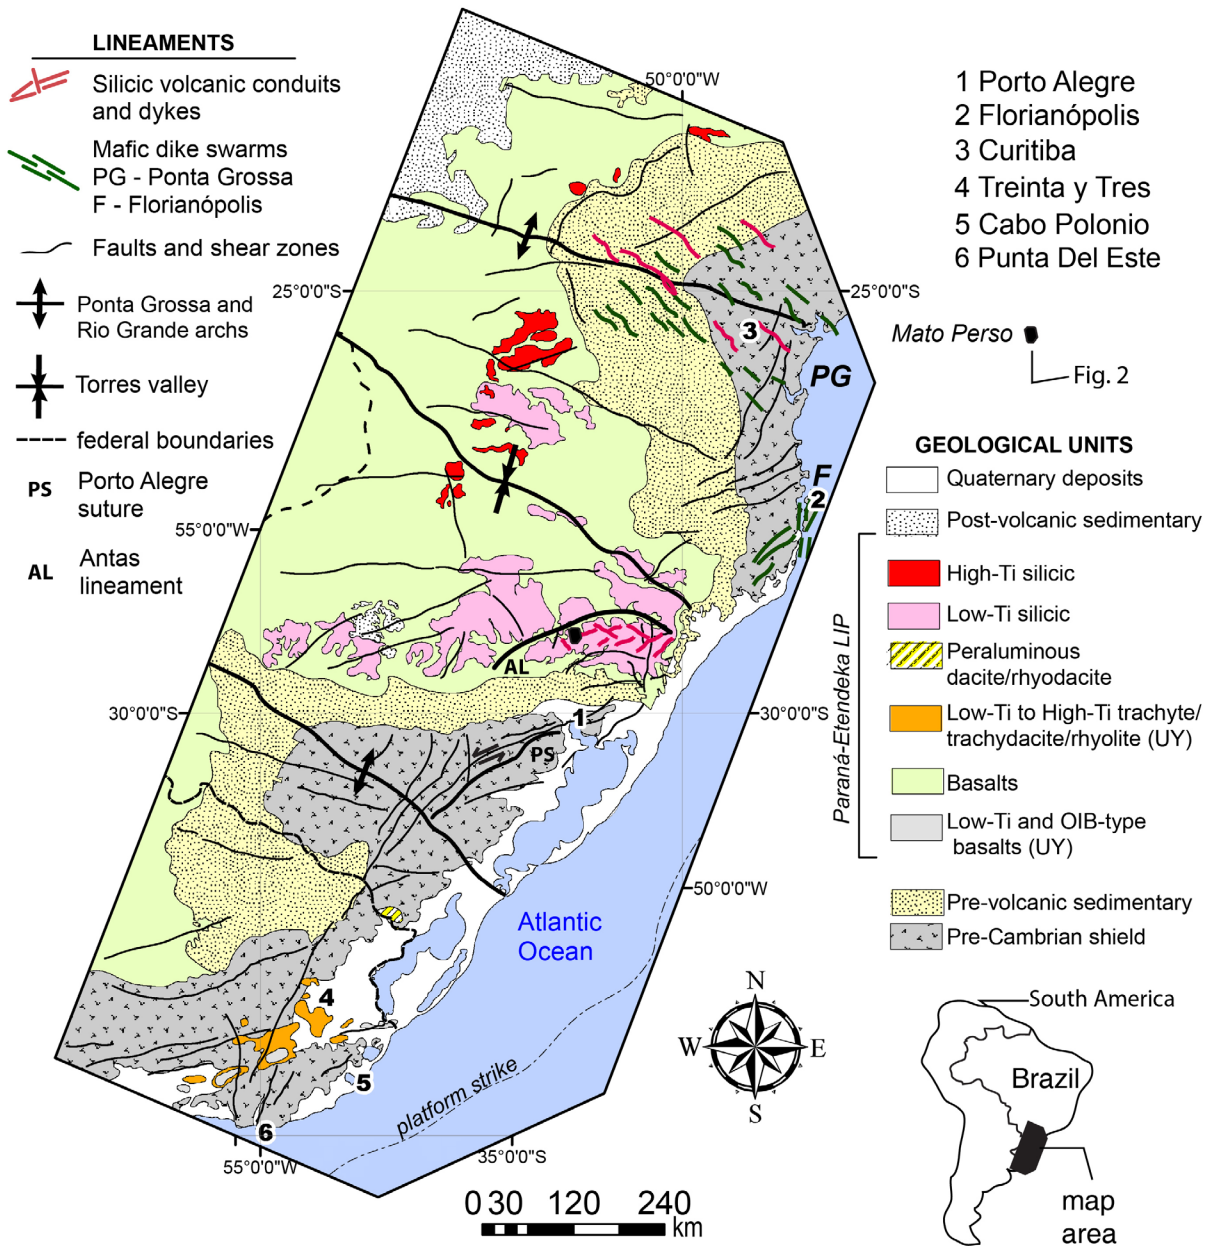 LINEAMENTS
Silicic volcanic conduits
and dykes
Mafic dike swarms
PG - Ponta Grossa
F - Florianópolis
Faults and shear zones
Ponta Grossa and
Rio Grande archs
Torres valley
federal boundaries
PS Porto Alegre
suture
AL Antas
lineament
50°0'0"W
25°0'0"S
25°0'0"S
55°0'0"W
30°0'0"S
30°0'0"S
50°0'0"W
55°0'0"W
35°0'0"S
3
PG
F
2
AL
1
PS
4
5
6
Atlantic
Ocean
platform strike
1 Porto Alegre
2 Florianópolis
3 Curitiba
4 Treinta y Tres
5 Cabo Polonio
6 Punta Del Este
Mato Perso
Fig. 2
GEOLOGICAL UNITS
Quaternary deposits
Post-volcanic sedimentary
High-Ti silicic
Low-Ti silicic
Peraluminous
dacite/rhyodacite
Low-Ti to High-Ti trachyte/
trachydacite/rhyolite (UY)
Basalts
Low-Ti and OIB-type
basalts (UY)
Paraná-Etendeka LIP
Pre-volcanic sedimentary
Pre-Cambrian shield
N
W
E
S
South America
Brazil
map
area
0 30 120 240
km